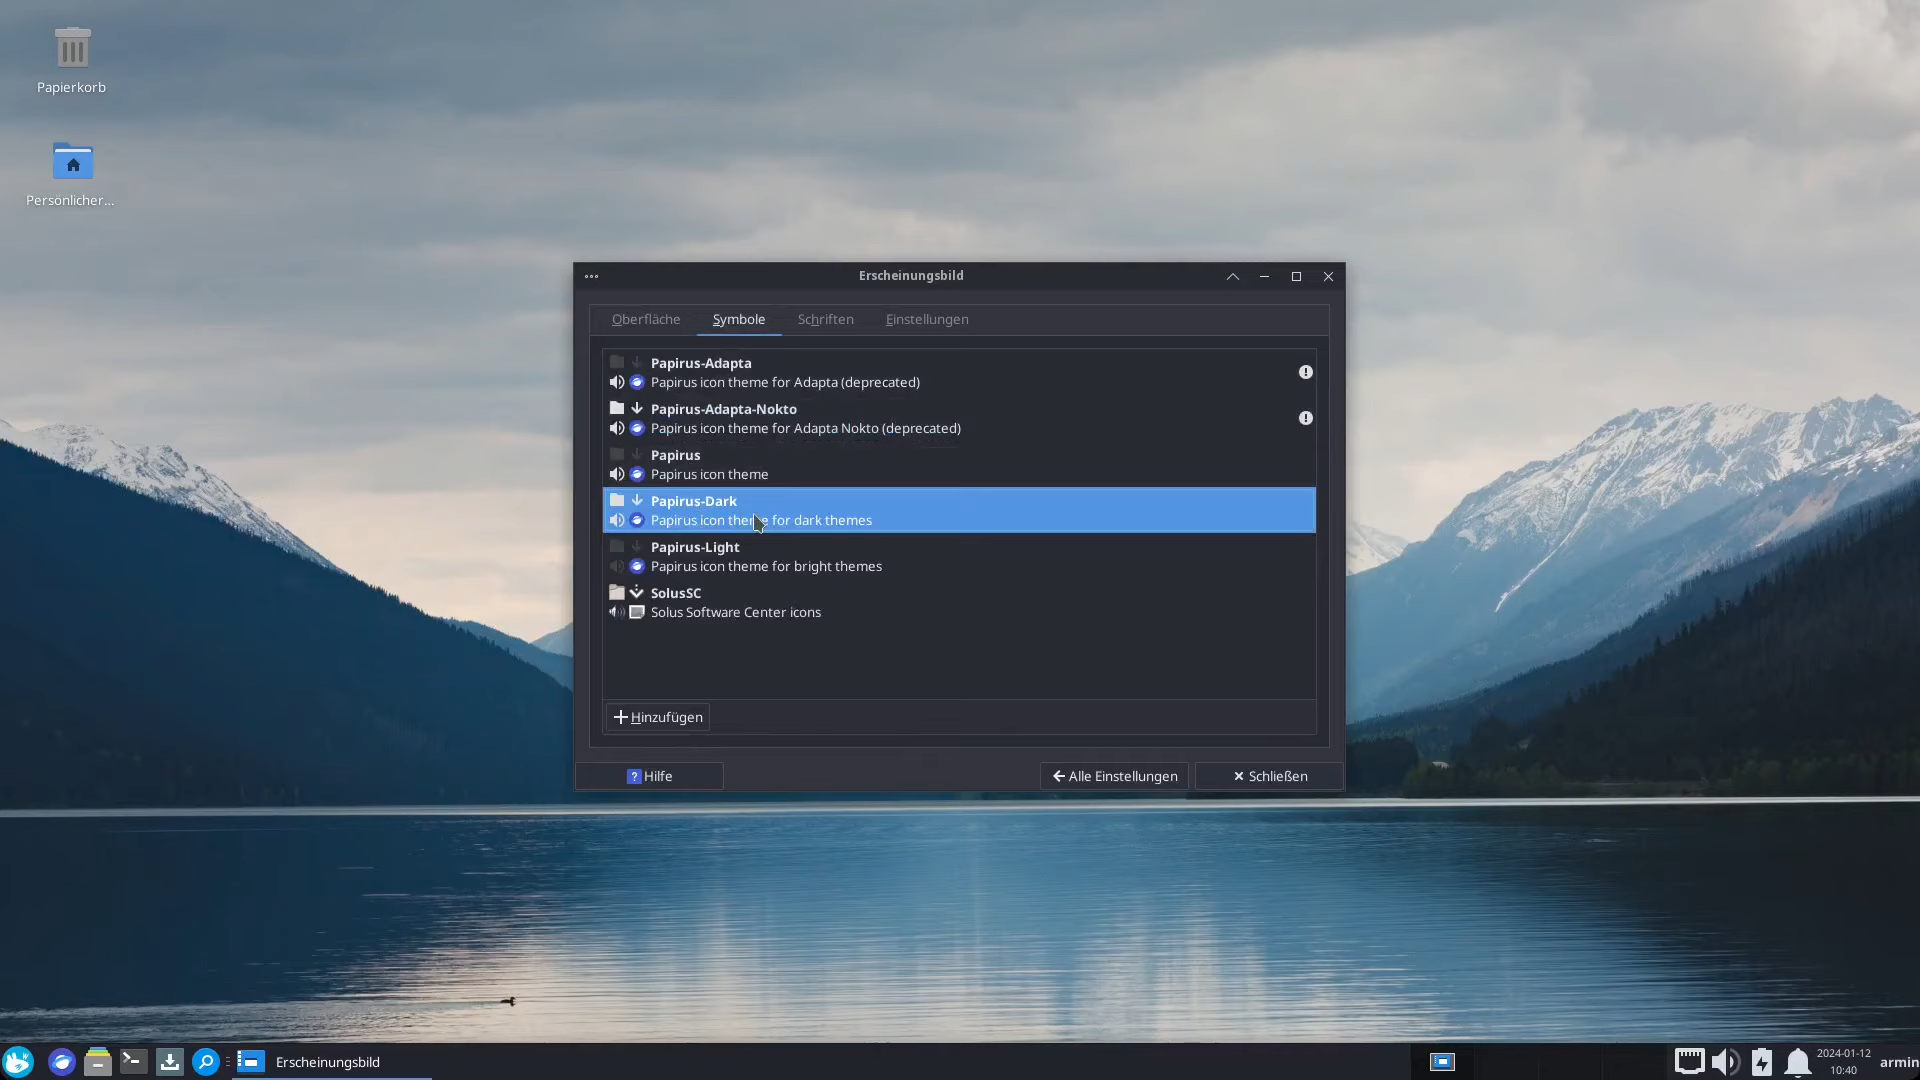 Papierkorb
Persönlicher...
Erscheinungsbild
Oberfläche Symbole Schriften Einstellungen
Papirus-Adapta
Papirus icon theme for Adapta (deprecated)
Papirus-Adapta-Nokto
Papirus icon theme for Adapta Nokto (deprecated)
Papirus
Papirus icon theme
Papirus-Dark
Papirus icon theme for dark themes
Papirus-Light
Papirus icon theme for bright themes
SolusSC
Solus Software Center icons
Hinzufügen
? Hilfe
Alle Einstellungen
Schließen
Erscheinungsbild
2024-01-12
10:40
armin